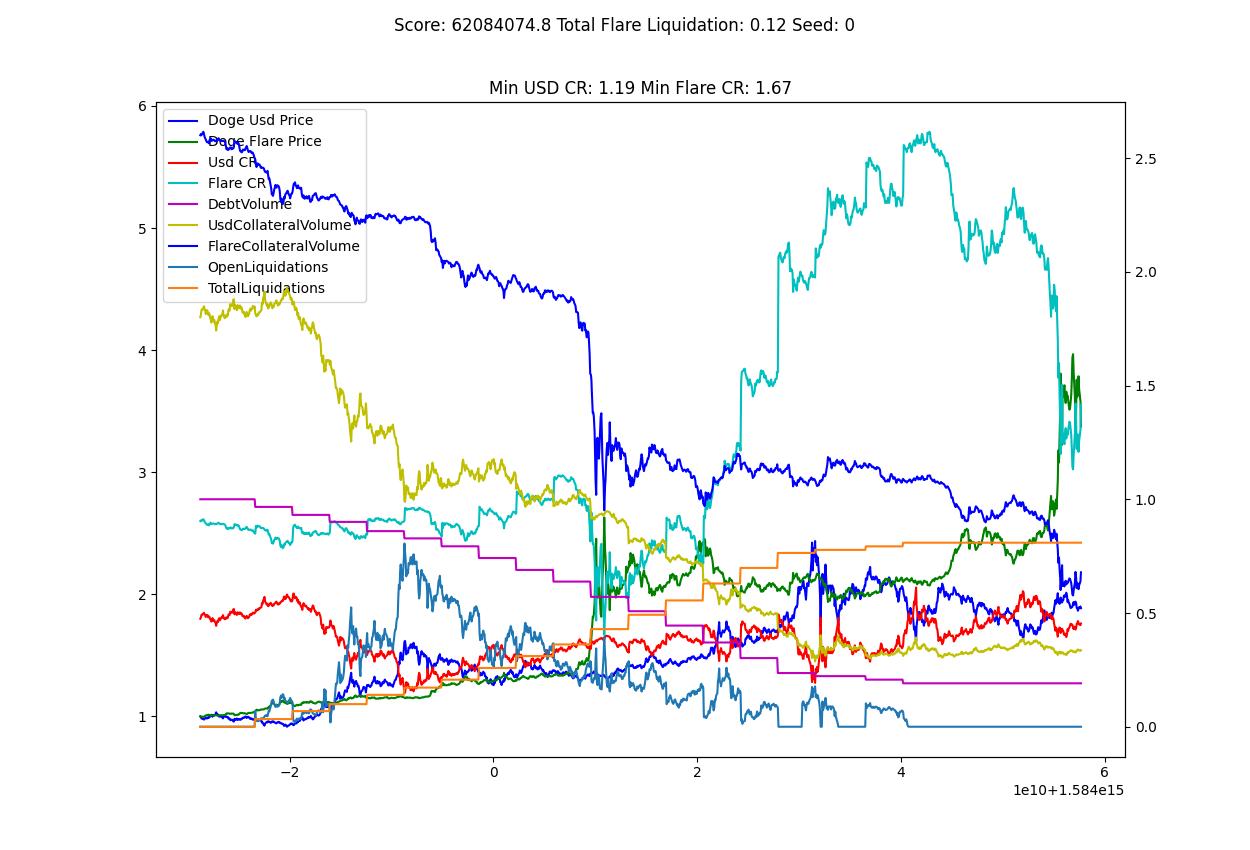 Score: 62084074.8 Total Flare Liquidation: 0.12 Seed: 0
Min USD CR: 1.19 Min Flare CR: 1.67
Doge Usd Price
Doge Flare Price
Usd CR
Flare CR
DebtVolume
UsdCollateralVolume
FlareCollateralVolume
OpenLiquidations
TotalLiquidations
6
5
4
3
2
1
2.5
2.0
1.5
1.0
0.5
0.0
−2
0
2
4
6
1e10+1.584e15